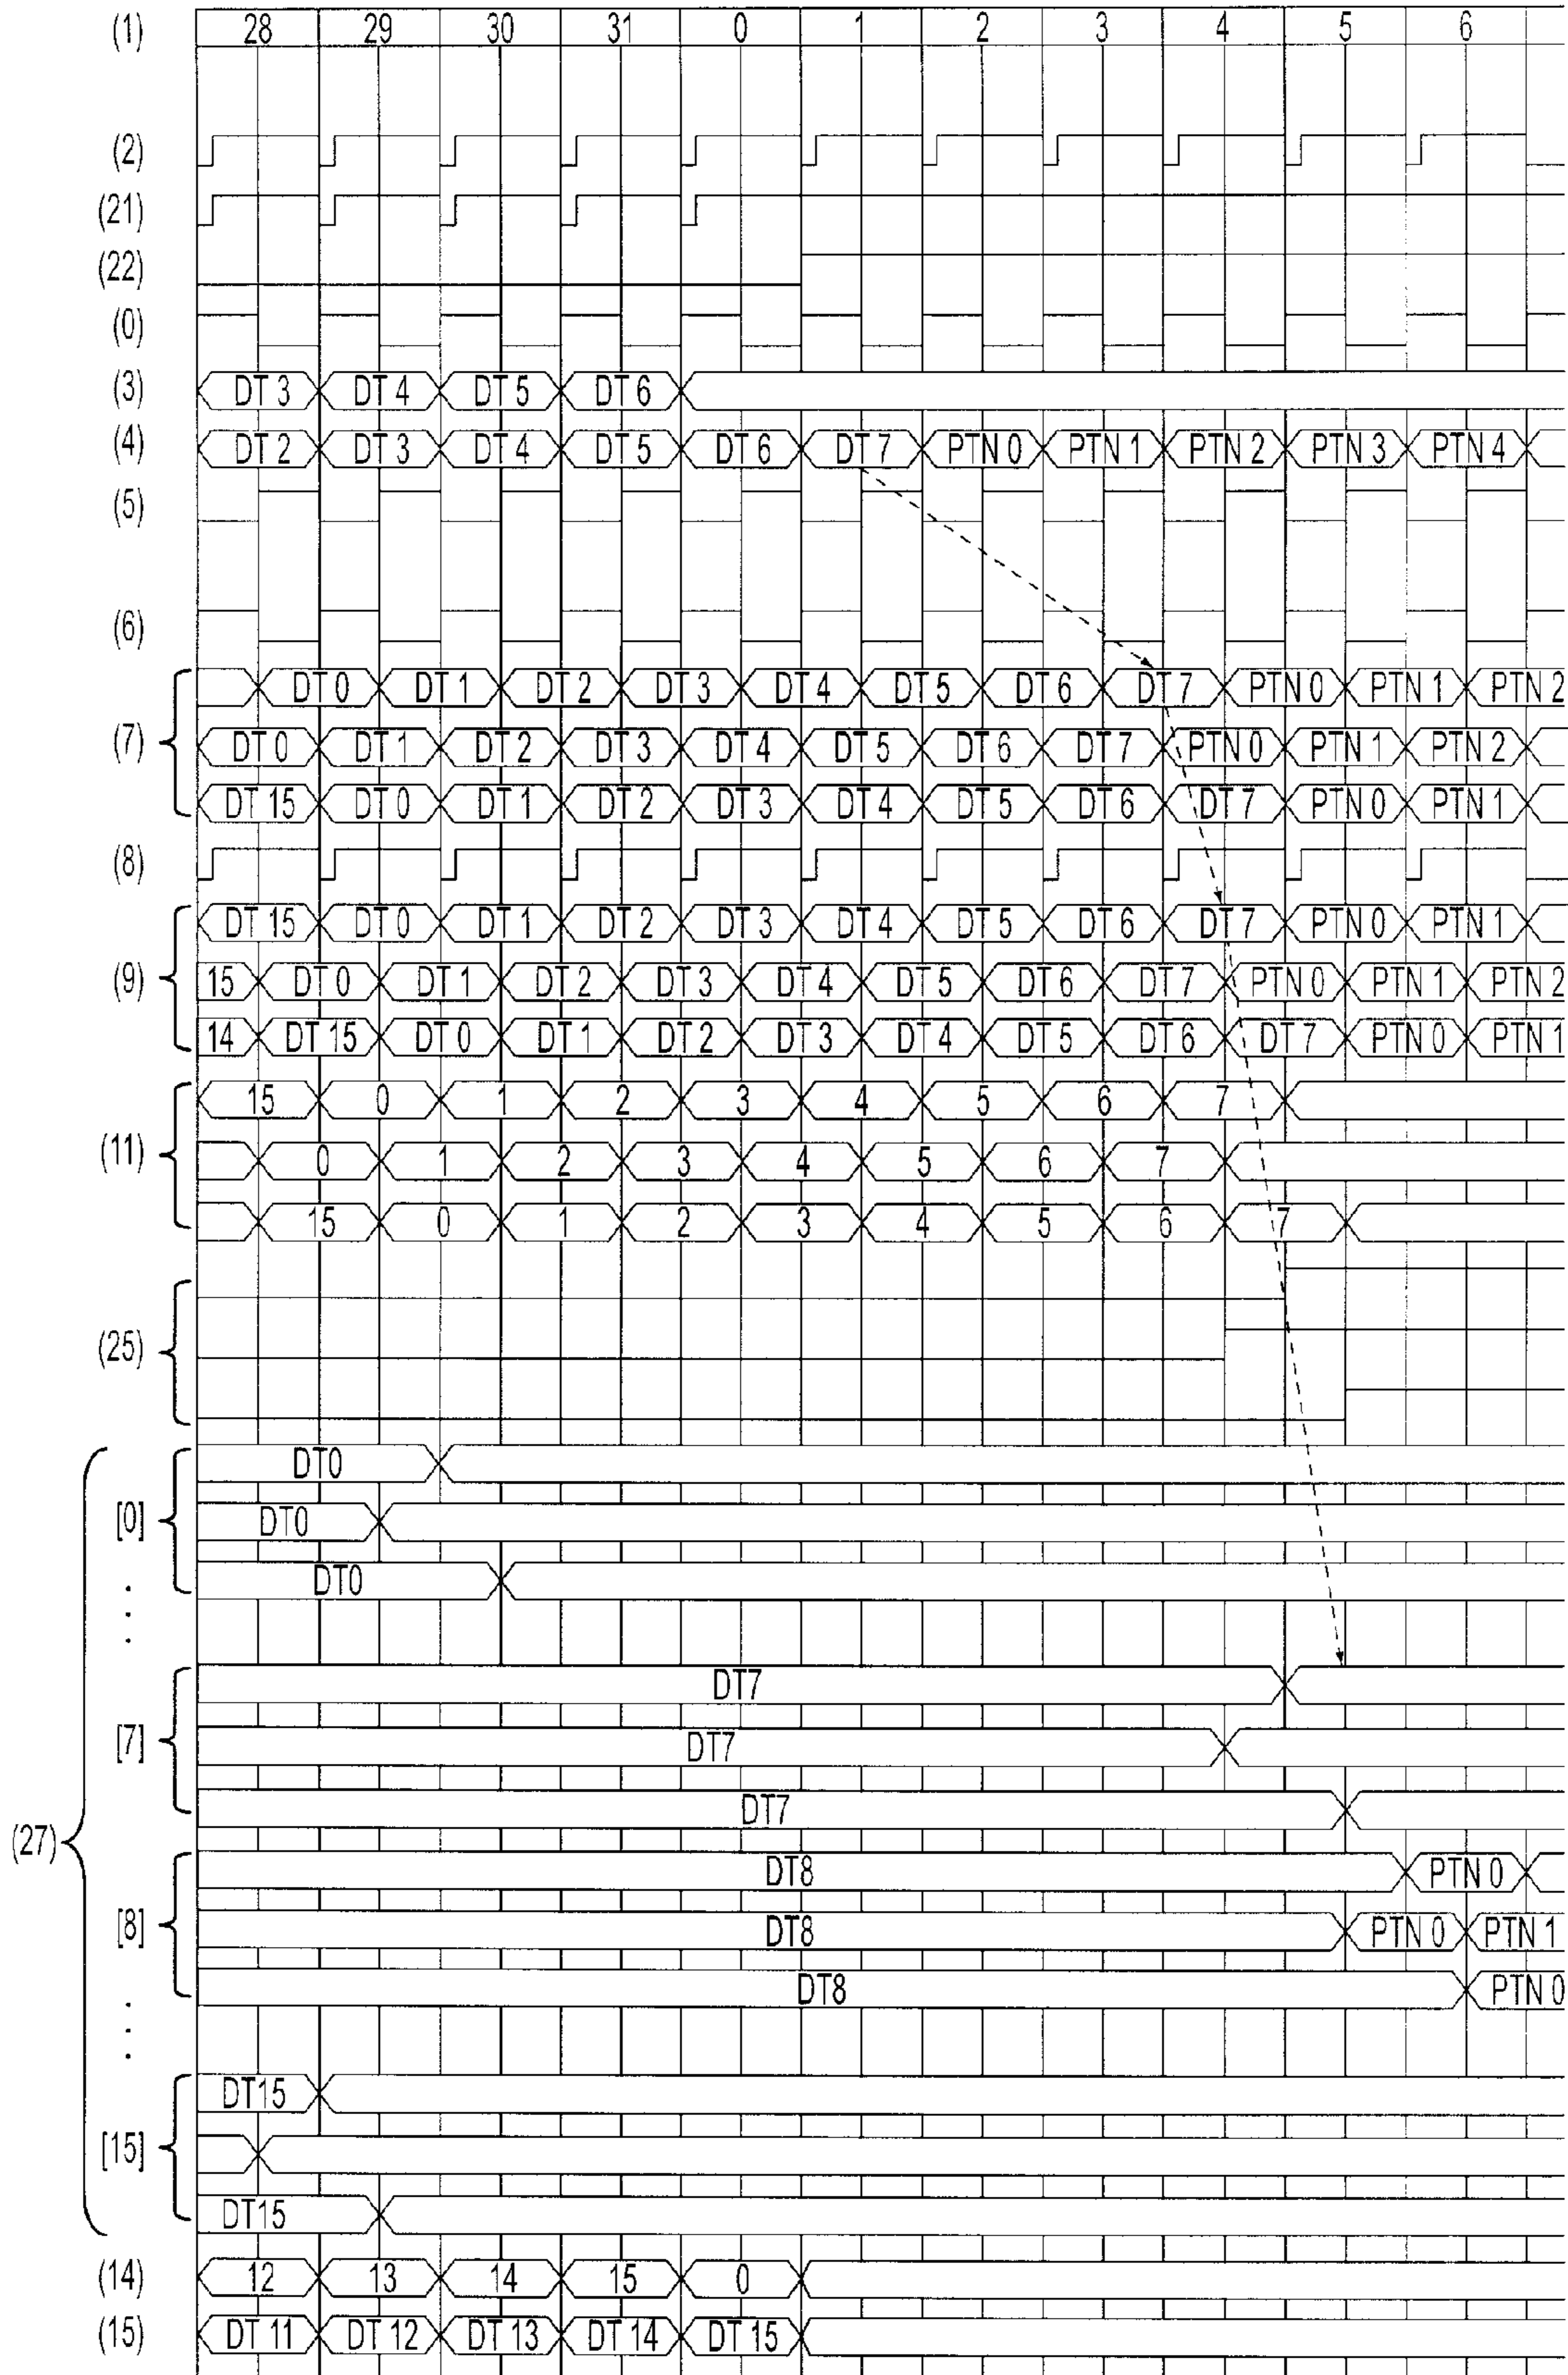 (1) 28 29 30 31 0 1 2 3 4 5 6
(2)
(21)
(22)
(0)
(3) DT 3 DT 4 DT 5 DT 6
(4) DT 2 DT 3 DT 4 DT 5 DT 6 DT 7 PTN 0 PTN 1 PTN 2 PTN 3 PTN 4
(5)
(6)
DT 0 DT 1 DT 2 DT 3 DT 4 DT 5 DT 6 DT 7 PTN 0 PTN 1 PTN 2
(7) DT 0 DT 1 DT 2 DT 3 DT 4 DT 5 DT 6 DT 7 PTN 0 PTN 1 PTN 2
DT 15 DT 0 DT 1 DT 2 DT 3 DT 4 DT 5 DT 6 DT 7 PTN 0 PTN 1
(8)
DT 15 DT 0 DT 1 DT 2 DT 3 DT 4 DT 5 DT 6 DT 7 PTN 0 PTN 1
(9) 15 DT 0 DT 1 DT 2 DT 3 DT 4 DT 5 DT 6 DT 7 PTN 0 PTN 1 PTN 2
14 DT 15 DT 0 DT 1 DT 2 DT 3 DT 4 DT 5 DT 6 DT 7 PTN 0 PTN 1
15 0 1 2 3 4 5 6 7
(11) 0 1 2 3 4 5 6 7
15 0 1 2 3 4 5 6 7
(25)
DT0
[0] DT0
DT0
DT7
[7] DT7
DT7
(27)
DT8 PTN 0
[8] DT8 PTN 0 PTN 1
DT8 PTN 0
DT15
[15]
DT15
(14) 12 13 14 15 0
(15) DT 11 DT 12 DT 13 DT 14 DT 15